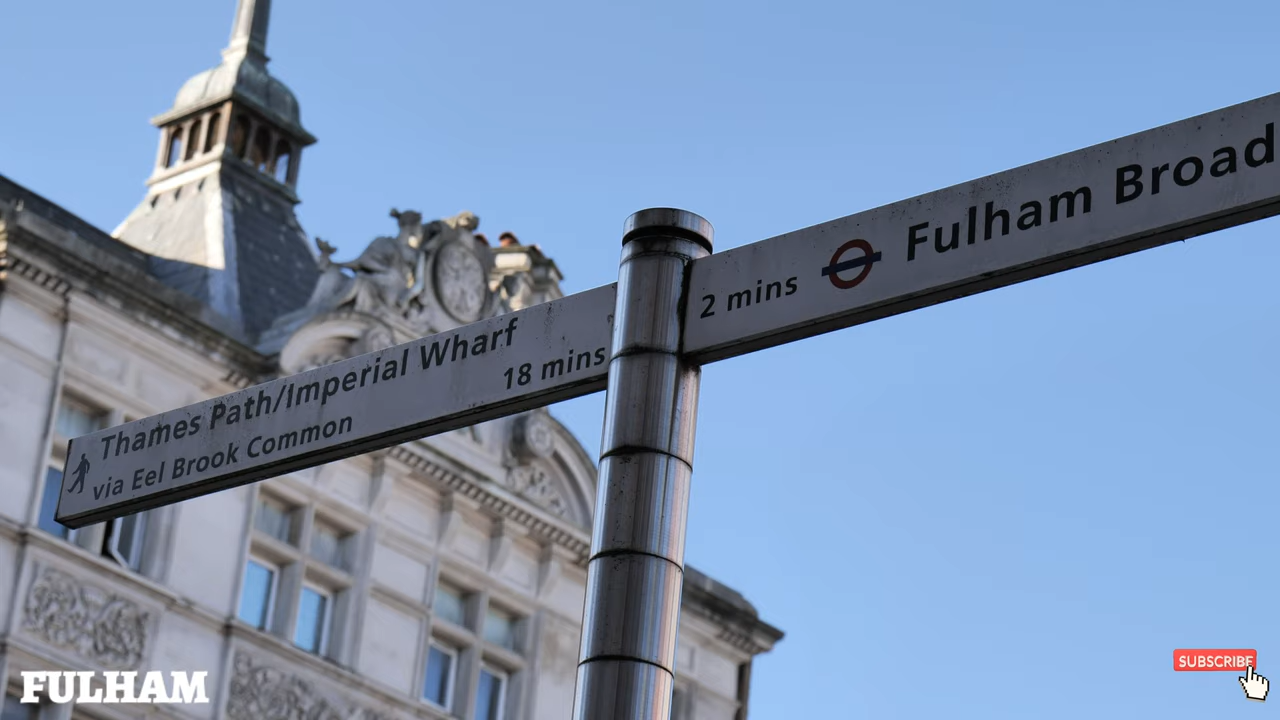 Thames Path/Imperial Wharf
18 mins
via Eel Brook Common
2 mins
Fulham Broad
FULHAM
SUBSCRIBE